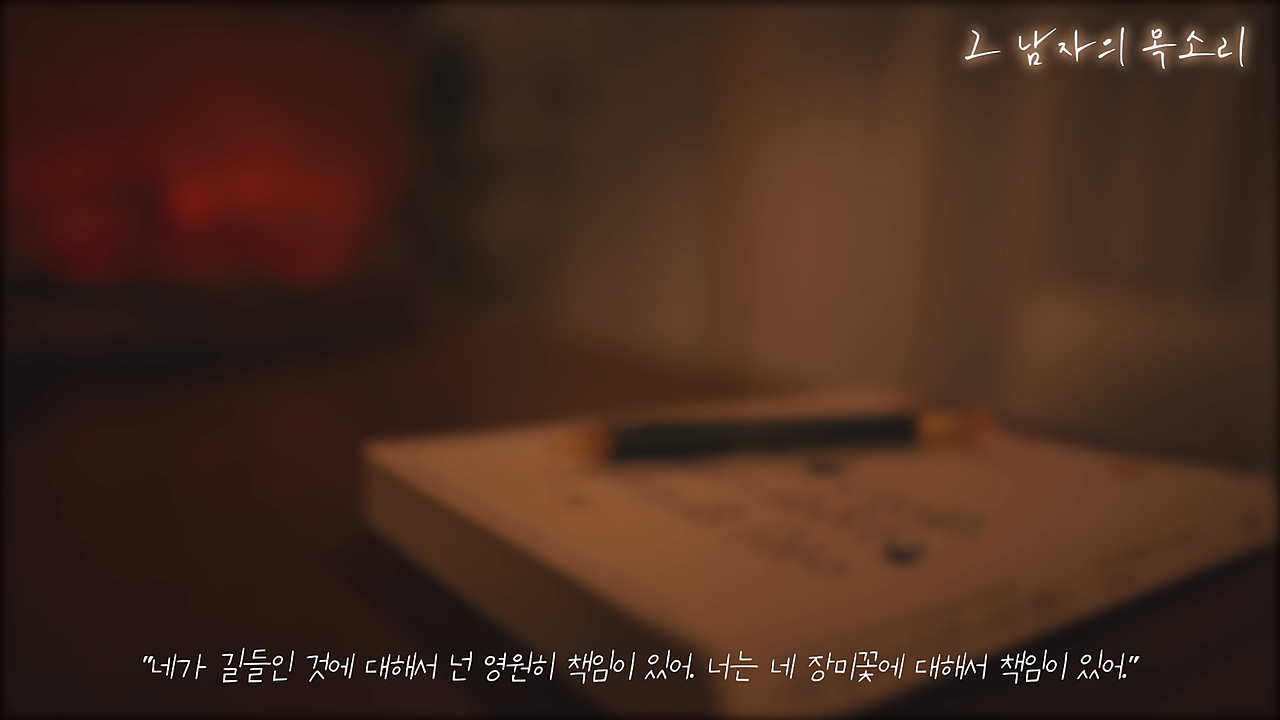 그 남자의 목소리
"네가 길들인 것에 대해서 넌 영원히 책임이 있어. 너는 네 장미꽃에 대해서 책임이 있어."